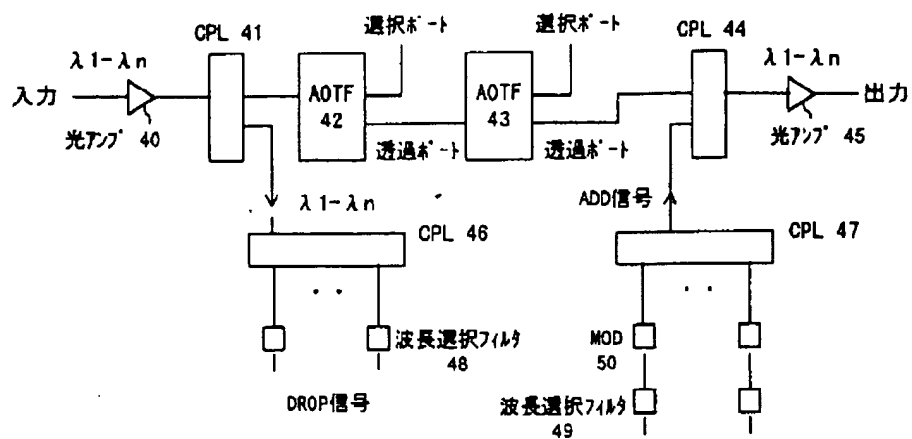 CPL 41
選択ポート
選択ポート
CPL 44
λ1-λn
λ1-λn
入力
AOTF
42
AOTF
43
出力
光アンプ 40
透過ポート
透過ポート
光アンプ 45
λ1-λn
ADD信号
CPL 46
CPL 47
‥
‥
波長選択フィルタ
48
MOD
50
DROP信号
波長選択フィルタ
49